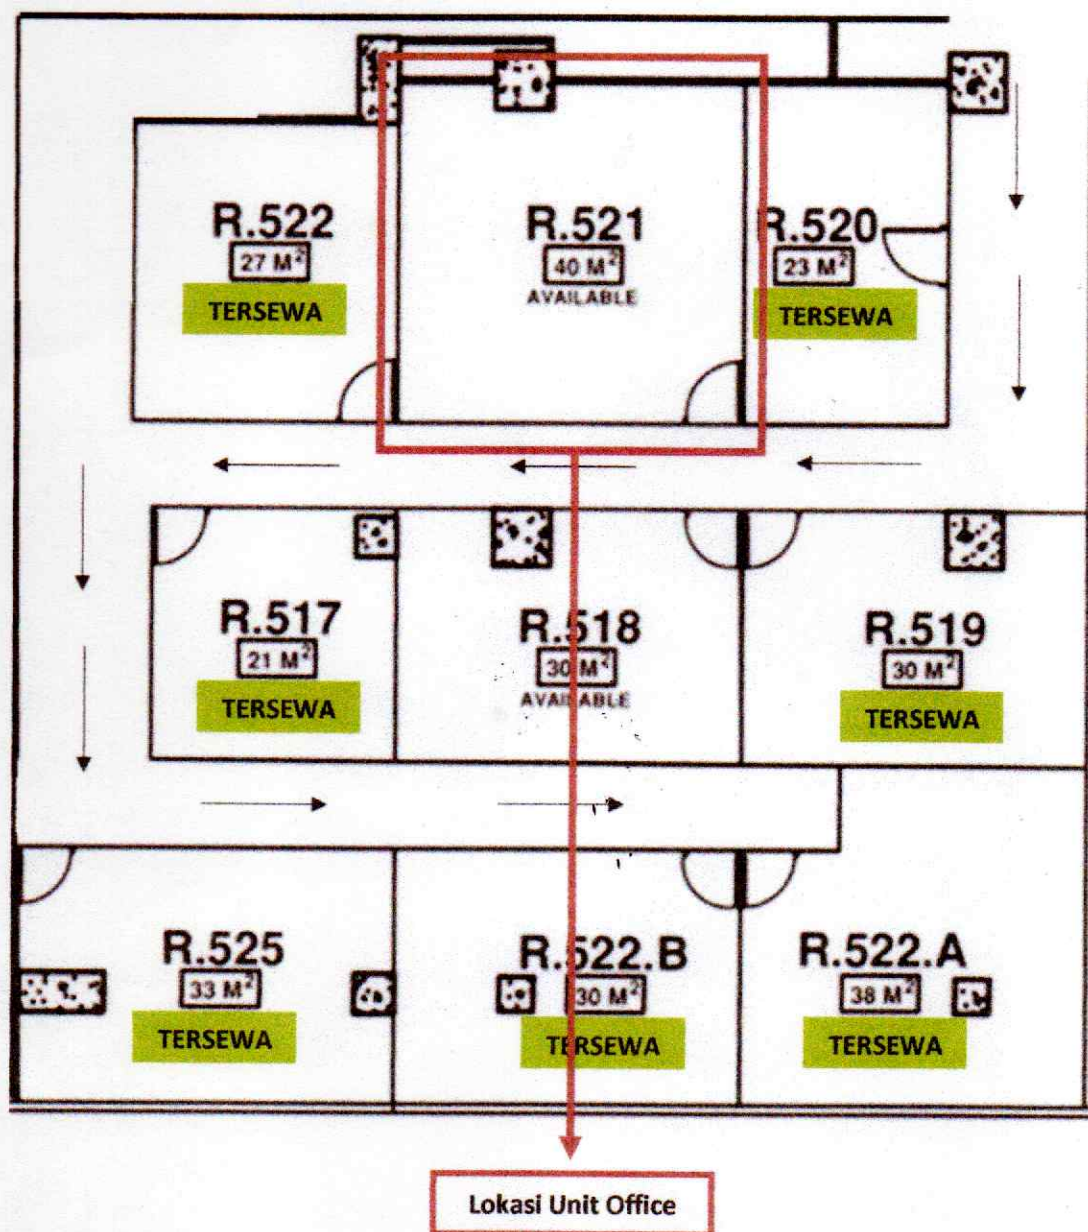 R.522
27 M²
TERSEWA
R.521
40 M²
AVAILABLE
R.520
23 M²
TERSEWA
R.517
21 M²
TERSEWA
R.518
30 M²
AVAILABLE
R.519
30 M²
TERSEWA
R.525
33 M²
TERSEWA
R.522.B
30 M²
TERSEWA
R.522.A
38 M²
TERSEWA
Lokasi Unit Office